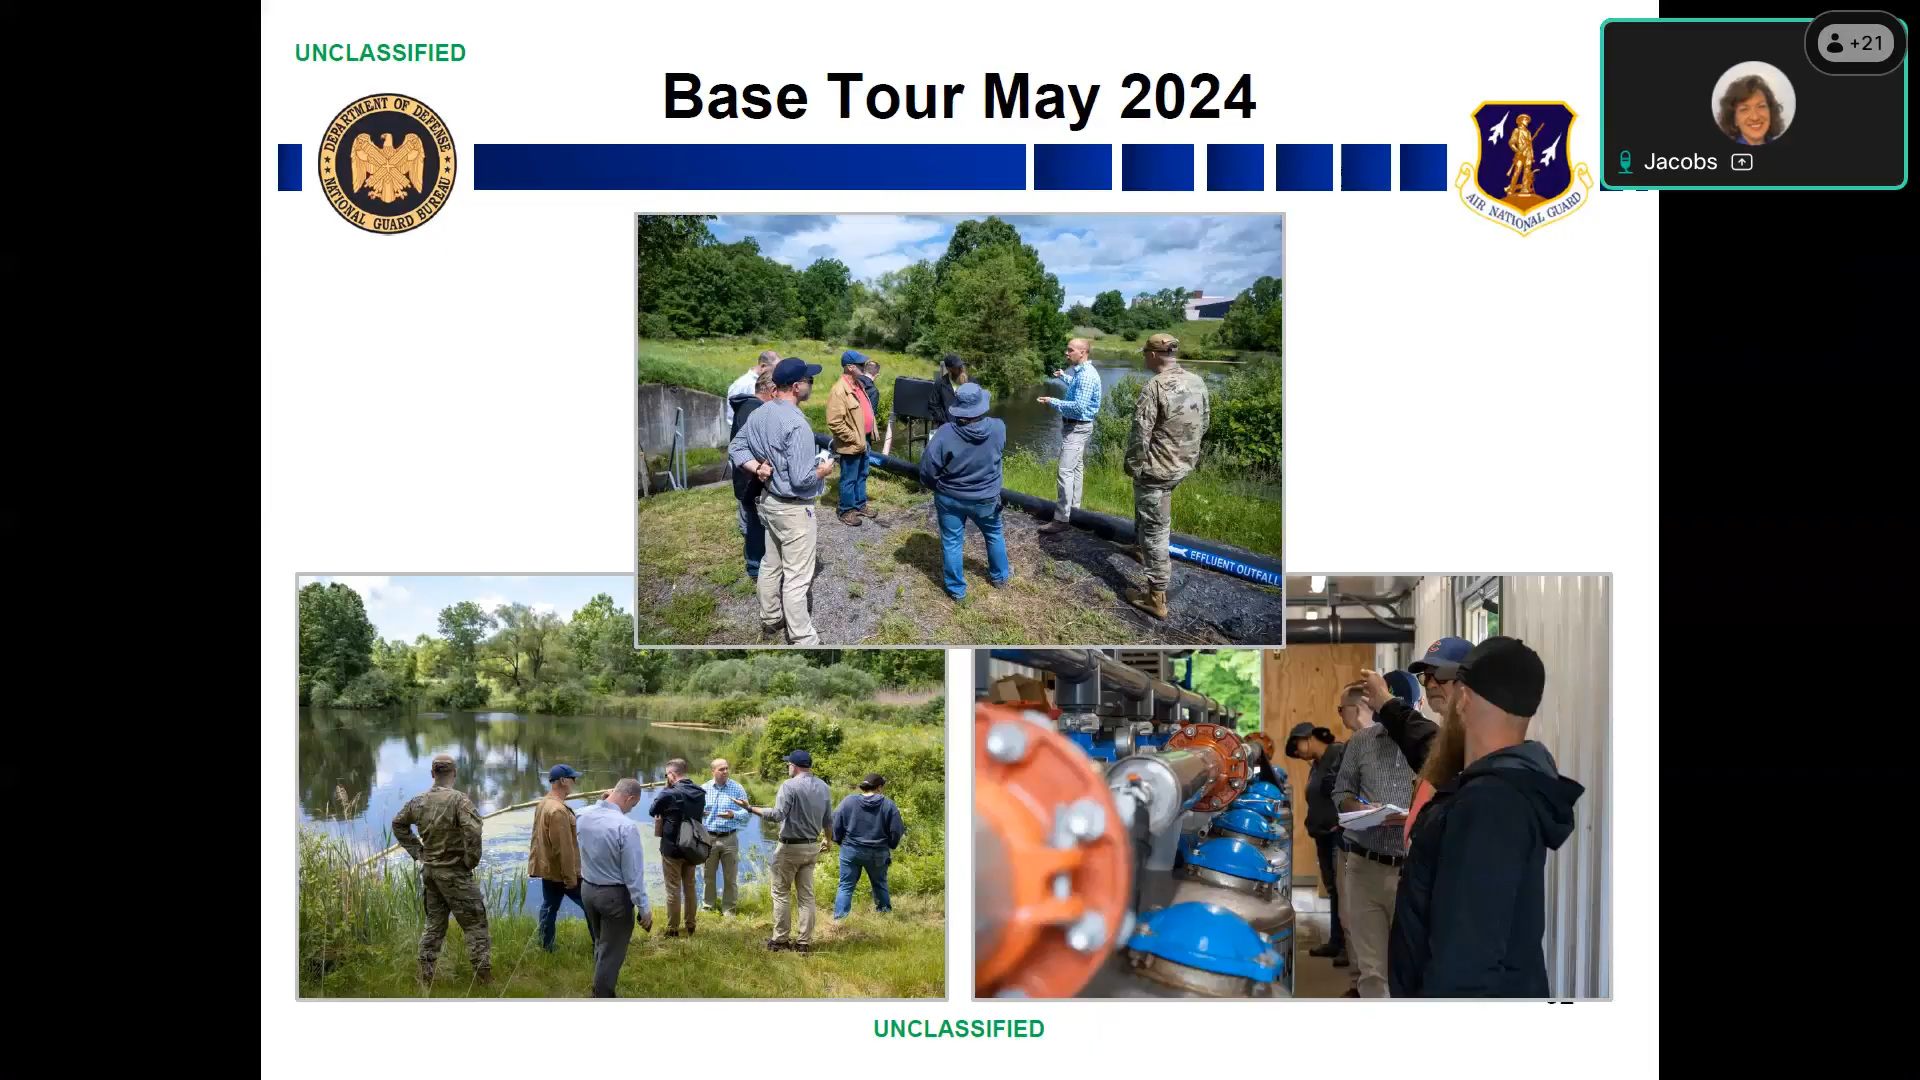 UNCLASSIFIED
Base Tour May 2024
DEPARTMENT OF DEFENSE
NATIONAL GUARD BUREAU
AIR NATIONAL GUARD
+21
Jacobs
EFFLUENT OUTFALL
UNCLASSIFIED